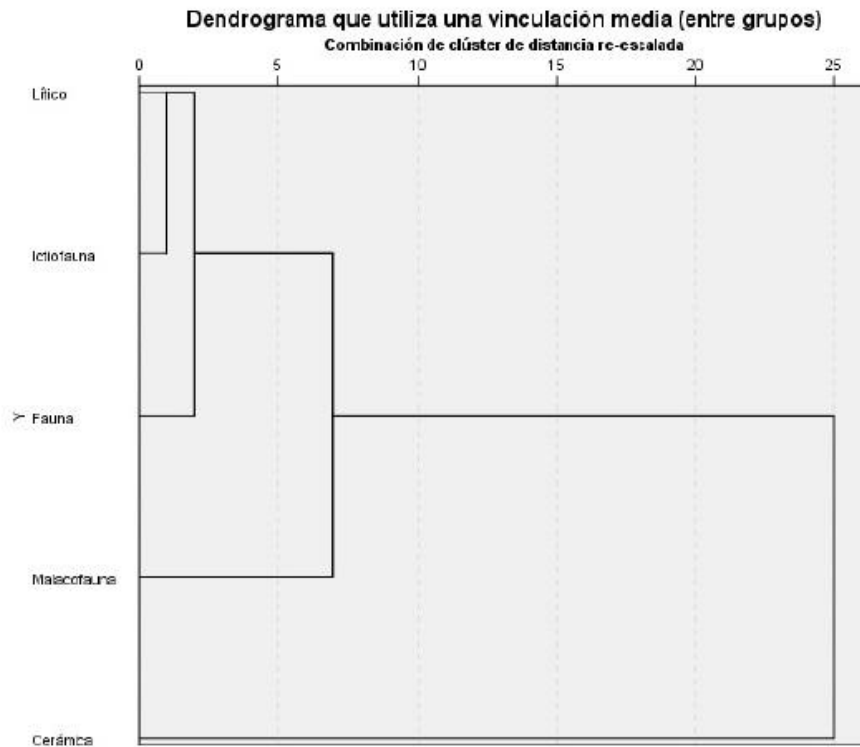 Dendrograma que utiliza una vinculación media (entre grupos)
Combinación de clúster de distancia re-escalada
0 5 10 15 20 25
Lítico
Ictiofauna
Y Fauna
Malacofauna
Cerámica